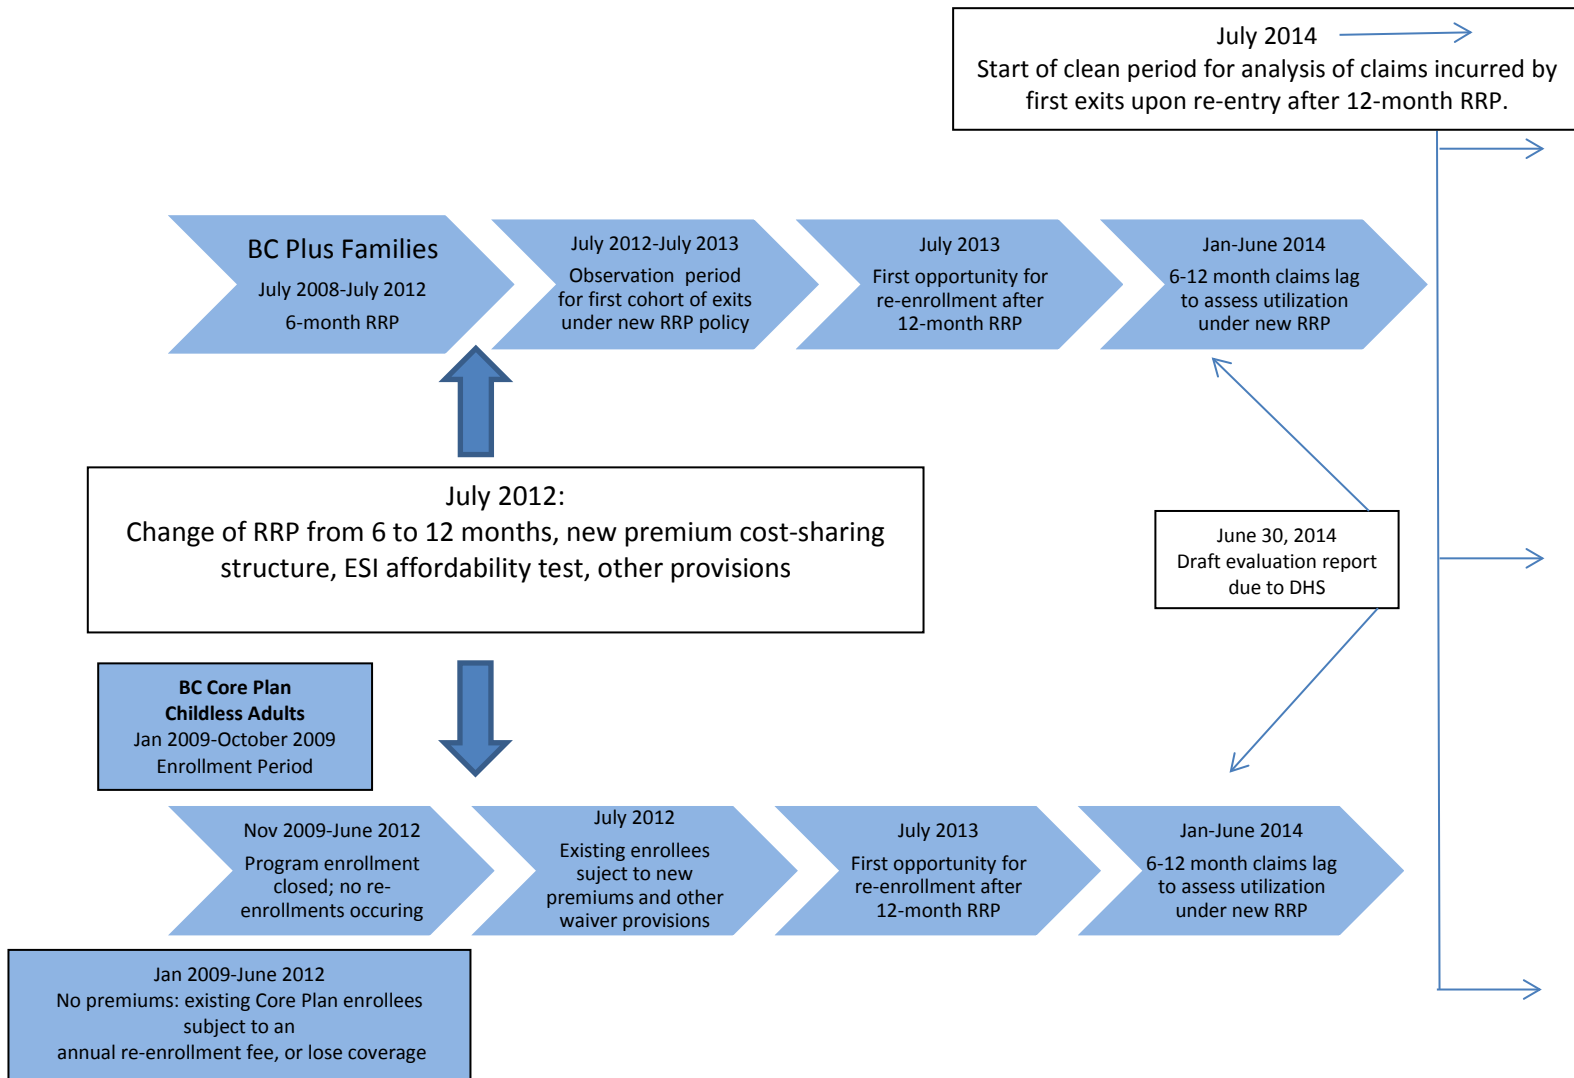 July 2014
Start of clean period for analysis of claims incurred by
first exits upon re-entry after 12-month RRP.
BC Plus Families
July 2008-July 2012
6-month RRP
July 2012-July 2013
Observation period
for first cohort of exits
under new RRP policy
July 2013
First opportunity for
re-enrollment after
12-month RRP
Jan-June 2014
6-12 month claims lag
to assess utilization
under new RRP
July 2012:
Change of RRP from 6 to 12 months, new premium cost-sharing
structure, ESI affordability test, other provisions
June 30, 2014
Draft evaluation report
due to DHS
BC Core Plan
Childless Adults
Jan 2009-October 2009
Enrollment Period
Nov 2009-June 2012
Program enrollment
closed; no re-
enrollments occuring
July 2012
Existing enrollees
suject to new
premiums and other
waiver provisions
July 2013
First opportunity for
re-enrollment after
12-month RRP
Jan-June 2014
6-12 month claims lag
to assess utilization
under new RRP
Jan 2009-June 2012
No premiums: existing Core Plan enrollees
subject to an
annual re-enrollment fee, or lose coverage